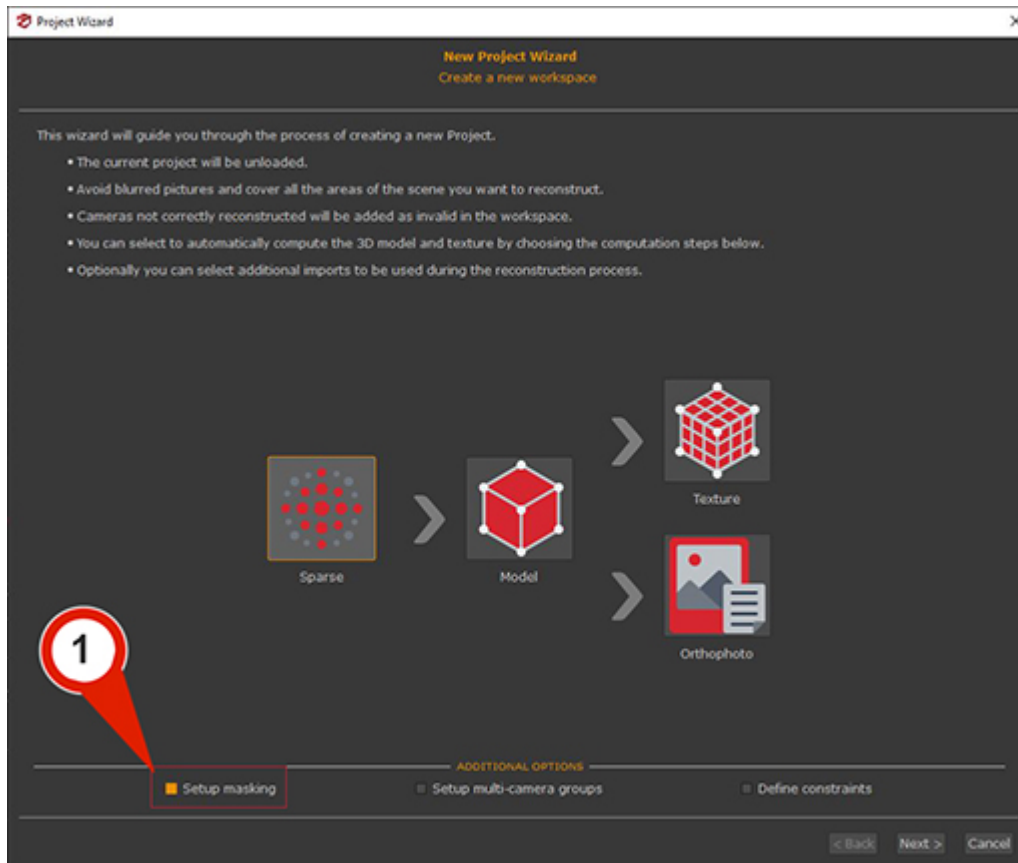 Project Wizard
New Project Wizard
Create a new workspace
This wizard will guide you through the process of creating a new Project.
• The current project will be unloaded.
• Avoid blurred pictures and cover all the areas of the scene you want to reconstruct.
• Cameras not correctly reconstructed will be added as invalid in the workspace.
• You can select to automatically compute the 3D model and texture by choosing the computation steps below.
• Optionally you can select additional imports to be used during the reconstruction process.
Texture
Sparse
Model
Orthophoto
1
ADDITIONAL OPTIONS
Setup masking
Setup multi-camera groups
Define constraints
< Back
Next >
Cancel